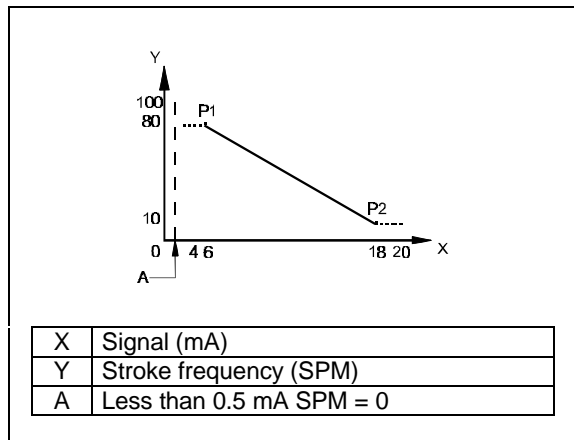 Y
100
80
P1
10
P2
0
4 6
18 20
X
A
X Signal (mA)
Y Stroke frequency (SPM)
A Less than 0.5 mA SPM = 0